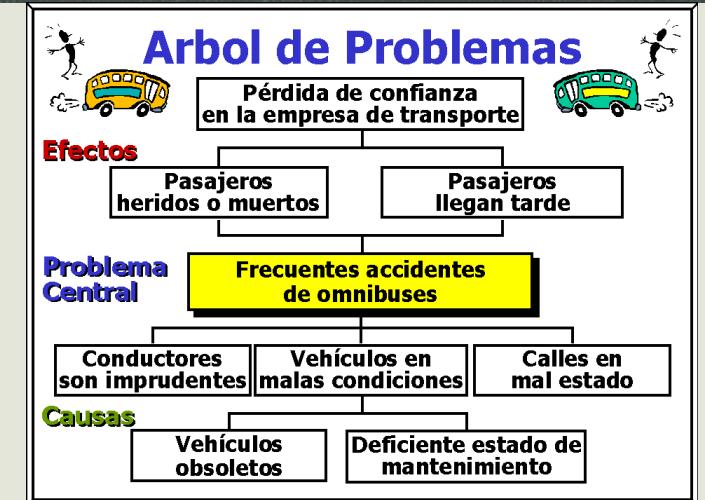 Arbol de Problemas
Pérdida de confianza
en la empresa de transporte
Efectos
Pasajeros
heridos o muertos
Pasajeros
llegan tarde
Problema
Central
Frecuentes accidentes
de omnibuses
Conductores
son imprudentes
Vehículos en
malas condiciones
Calles en
mal estado
Causas
Vehículos
obsoletos
Deficiente estado de
mantenimiento